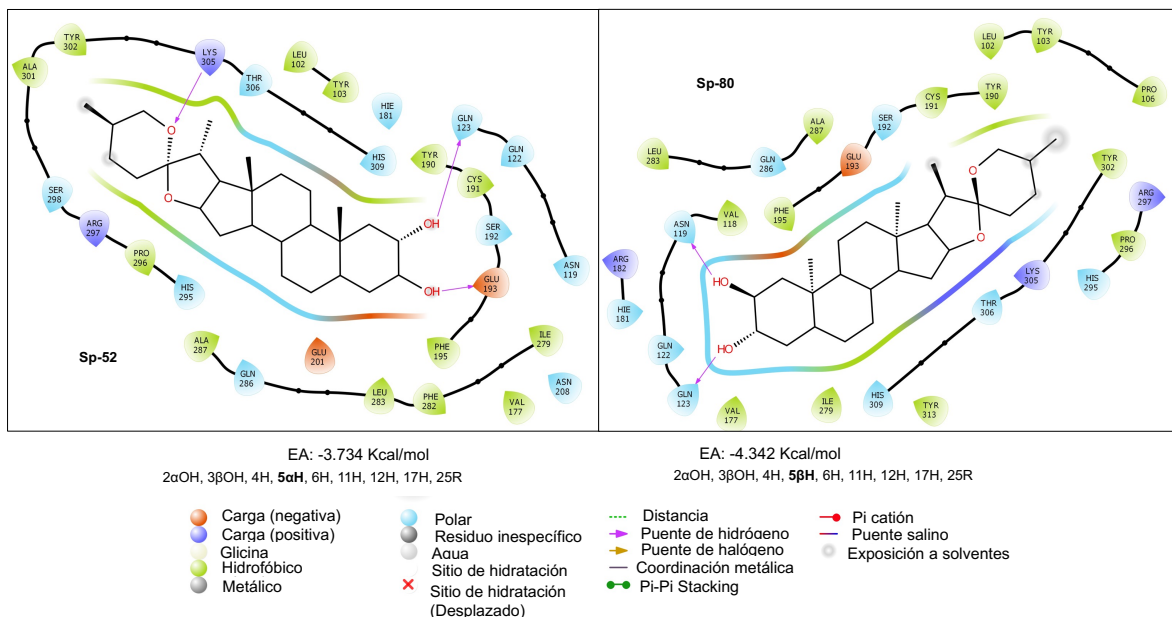 TYR
302
ALA
301
LYS
305
THR
306
LEU
102
TYR
103
HIE
181
HIS
309
GLN
123
GLN
122
TYR
190
CYS
191
SER
192
ASN
119
GLU
193
SER
298
ARG
297
PRO
296
HIS
295
O
O
OH
OH
Sp-52
ALA
287
GLN
286
GLU
201
LEU
283
PHE
282
PHE
195
ILE
279
VAL
177
ASN
208
Sp-80
LEU
102
TYR
103
PRO
106
TYR
190
CYS
191
SER
192
GLU
193
ALA
287
GLN
286
LEU
283
PHE
195
VAL
118
ASN
119
ARG
182
HIE
181
GLN
122
GLN
123
HO
HO
O
O
TYR
302
ARG
297
PRO
296
HIS
295
LYS
305
THR
306
HIS
309
TYR
313
ILE
279
VAL
177
EA: -3.734 Kcal/mol
2αOH, 3βOH, 4H, 5αH, 6H, 11H, 12H, 17H, 25R
EA: -4.342 Kcal/mol
2αOH, 3βOH, 4H, 5βH, 6H, 11H, 12H, 17H, 25R
Carga (negativa)
Carga (positiva)
Glicina
Hidrofóbico
Metálico
Polar
Residuo inespecífico
Agua
Sitio de hidratación
Sitio de hidratación
(Desplazado)
Distancia
Puente de hidrógeno
Puente de halógeno
Coordinación metálica
Pi-Pi Stacking
Pi catión
Puente salino
Exposición a solventes